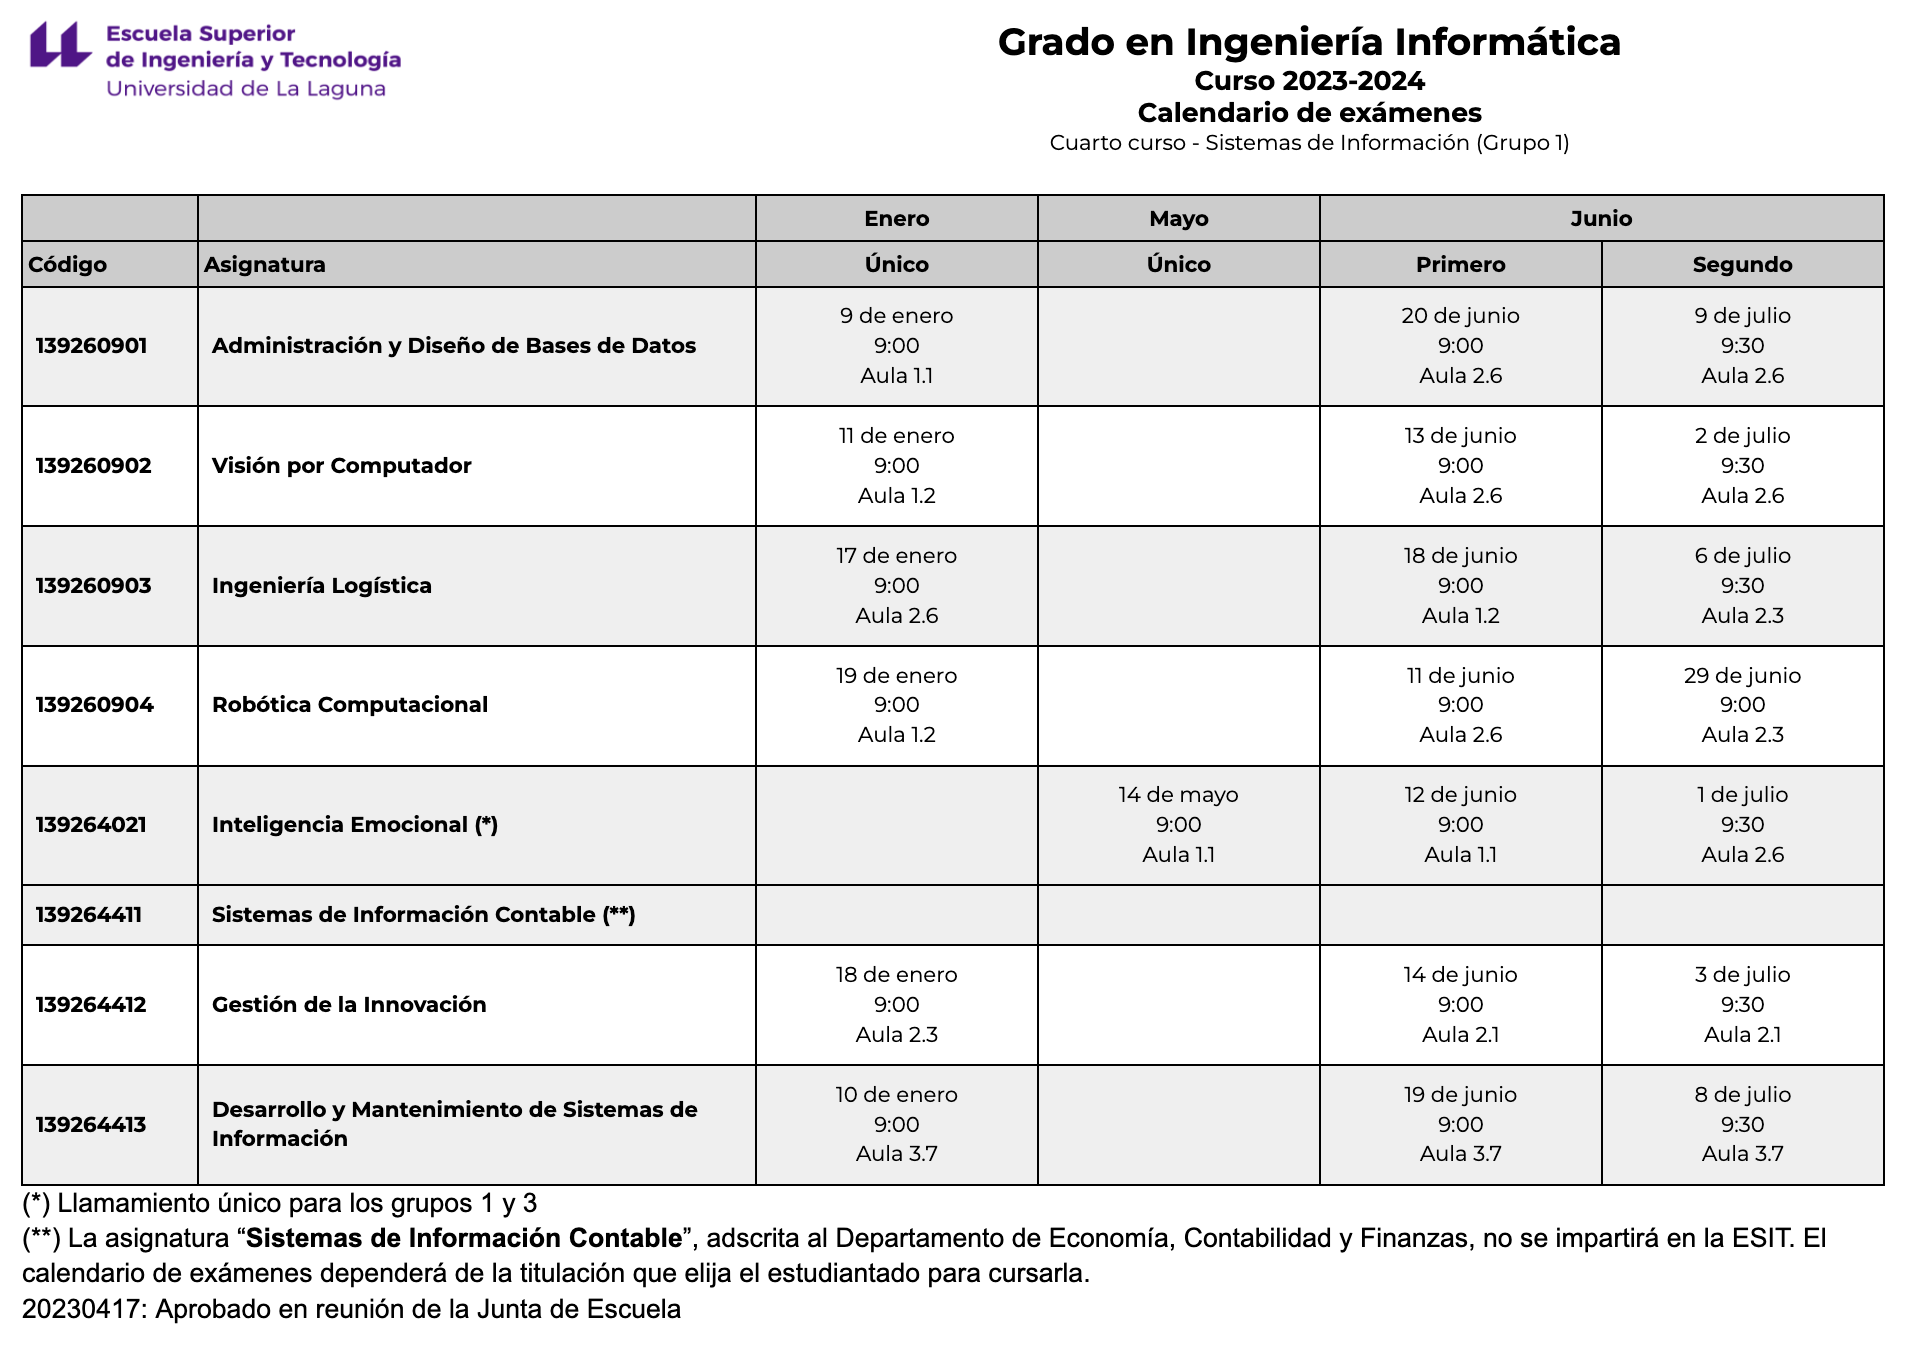 Escuela Superior
de Ingeniería y Tecnología
Universidad de La Laguna
Grado en Ingeniería Informática
Curso 2023-2024
Calendario de exámenes
Cuarto curso - Sistemas de Información (Grupo 1)
Enero Mayo Junio
Código Asignatura Único Único Primero Segundo
9 de enero 20 de junio 9 de julio
139260901 Administración y Diseño de Bases de Datos 9:00 9:00 9:30
Aula 1.1 Aula 2.6 Aula 2.6
11 de enero 13 de junio 2 de julio
139260902 Visión por Computador 9:00 9:00 9:30
Aula 1.2 Aula 2.6 Aula 2.6
17 de enero 18 de junio 6 de julio
139260903 Ingeniería Logística 9:00 9:00 9:30
Aula 2.6 Aula 1.2 Aula 2.3
19 de enero 11 de junio 29 de junio
139260904 Robótica Computacional 9:00 9:00 9:00
Aula 1.2 Aula 2.6 Aula 2.3
14 de mayo 12 de junio 1 de julio
139264021 Inteligencia Emocional (*) 9:00 9:00 9:30
Aula 1.1 Aula 1.1 Aula 2.6
139264411 Sistemas de Información Contable (**)
18 de enero 14 de junio 3 de julio
139264412 Gestión de la Innovación 9:00 9:00 9:30
Aula 2.3 Aula 2.1 Aula 2.1
10 de enero 19 de junio 8 de julio
139264413 Desarrollo y Mantenimiento de Sistemas de
Información 9:00 9:00 9:30
Aula 3.7 Aula 3.7 Aula 3.7
(*) Llamamiento único para los grupos 1 y 3
(**) La asignatura “Sistemas de Información Contable”, adscrita al Departamento de Economía, Contabilidad y Finanzas, no se impartirá en la ESIT. El
calendario de exámenes dependerá de la titulación que elija el estudiantado para cursarla.
20230417: Aprobado en reunión de la Junta de Escuela